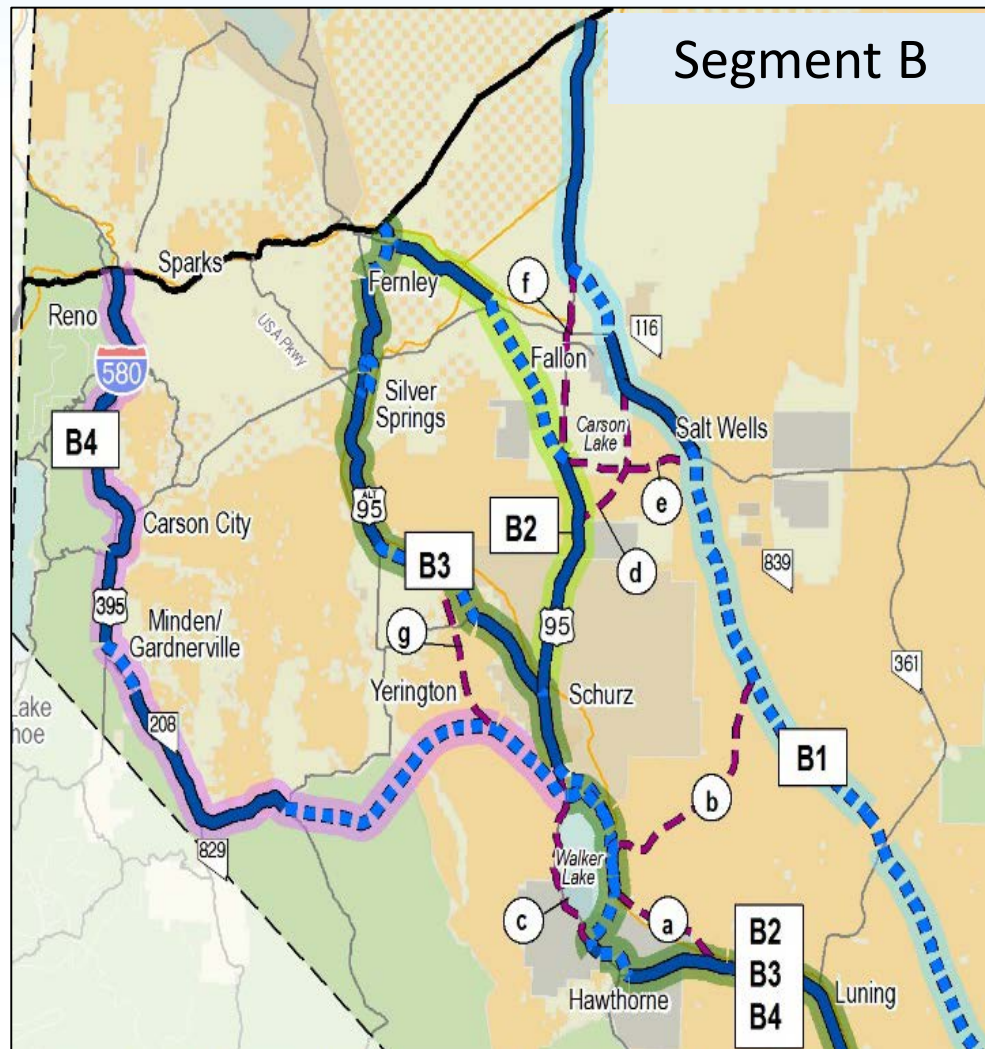 Segment B
Sparks
Reno
580
USA Pkwy
Fernley
f
116
Fallon
Silver
Springs
Carson
Lake
Salt Wells
B4
ALT
95
Carson City
B2
e
d
B3
839
395
Minden/
Gardnerville
g
95
361
Yerington
Schurz
Lake
hoe
208
B1
b
829
Walker
Lake
c
a
B2
B3
B4
Luning
Hawthorne